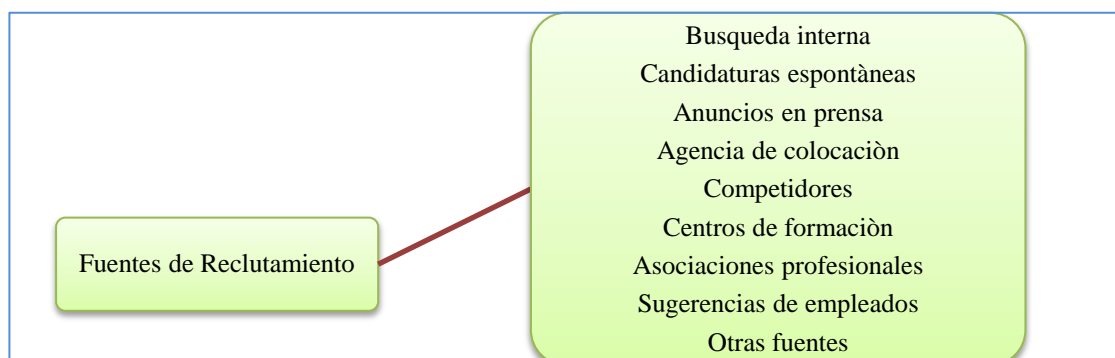 Busqueda interna
Candidaturas espontàneas
Anuncios en prensa
Agencia de colocaciòn
Competidores
Centros de formaciòn
Asociaciones profesionales
Sugerencias de empleados
Otras fuentes
Fuentes de Reclutamiento